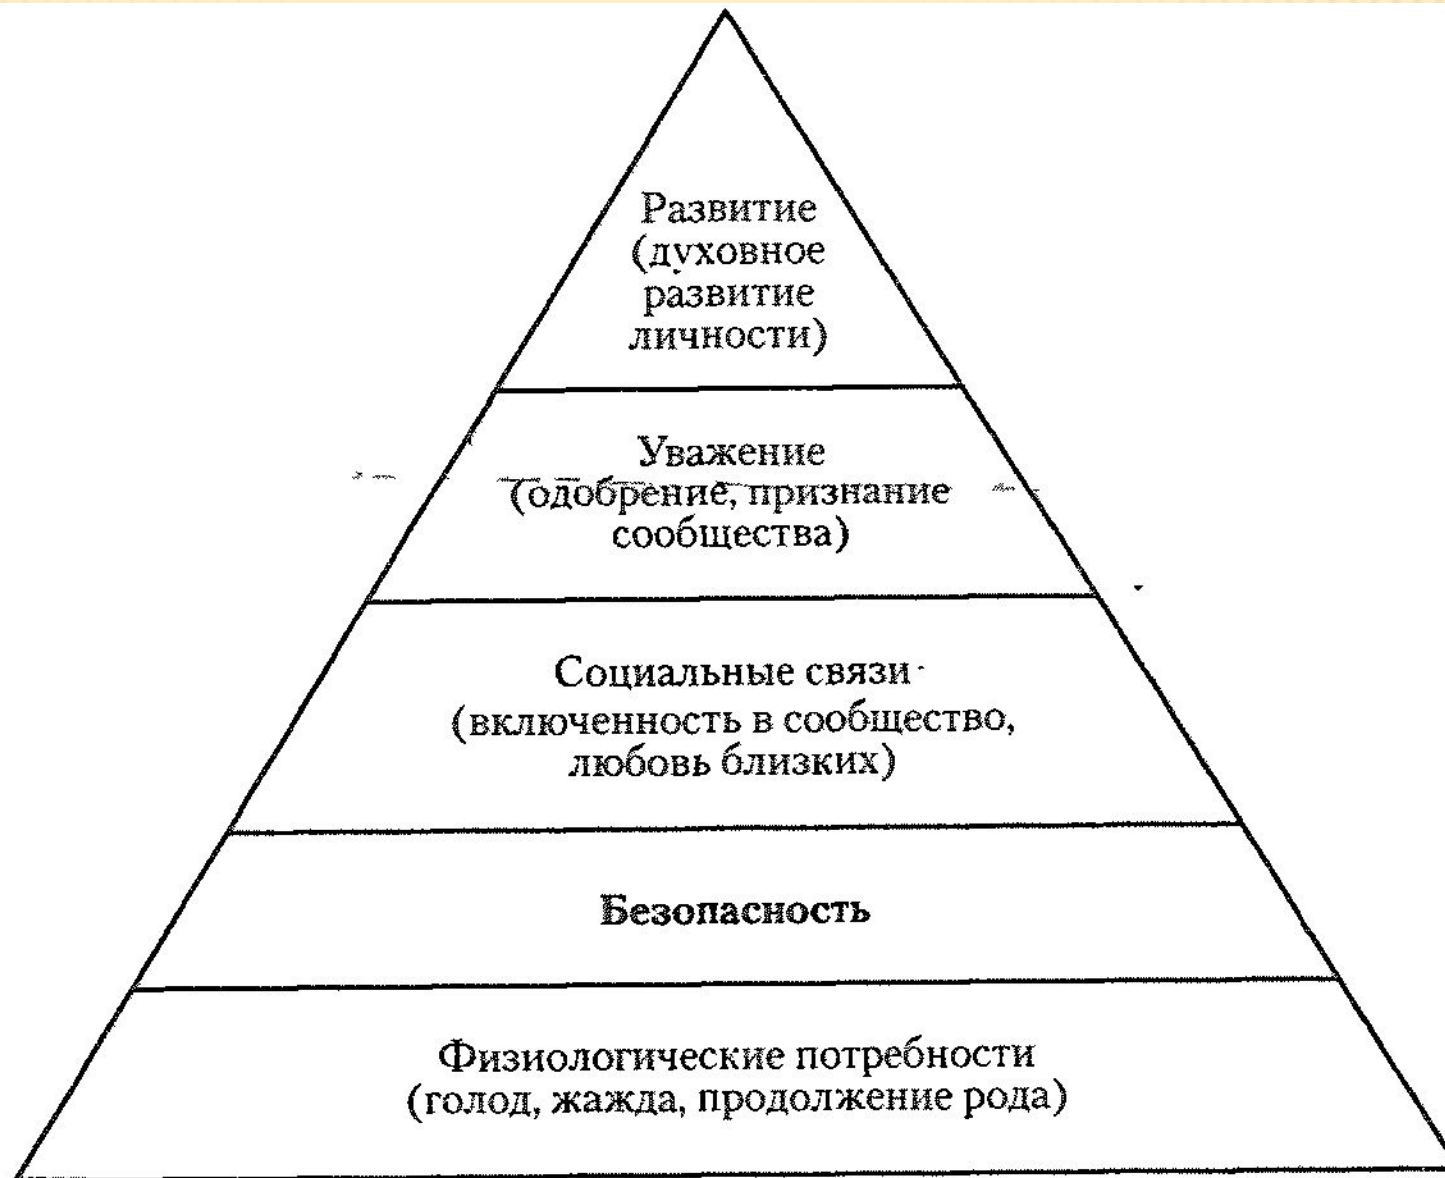 Развитие
(духовное
развитие
личности)
Уважение
(одобрение, признание
сообщества)
Социальные связи
(включенность в сообщество,
любовь близких)
Безопасность
Физиологические потребности
(голод, жажда, продолжение рода)